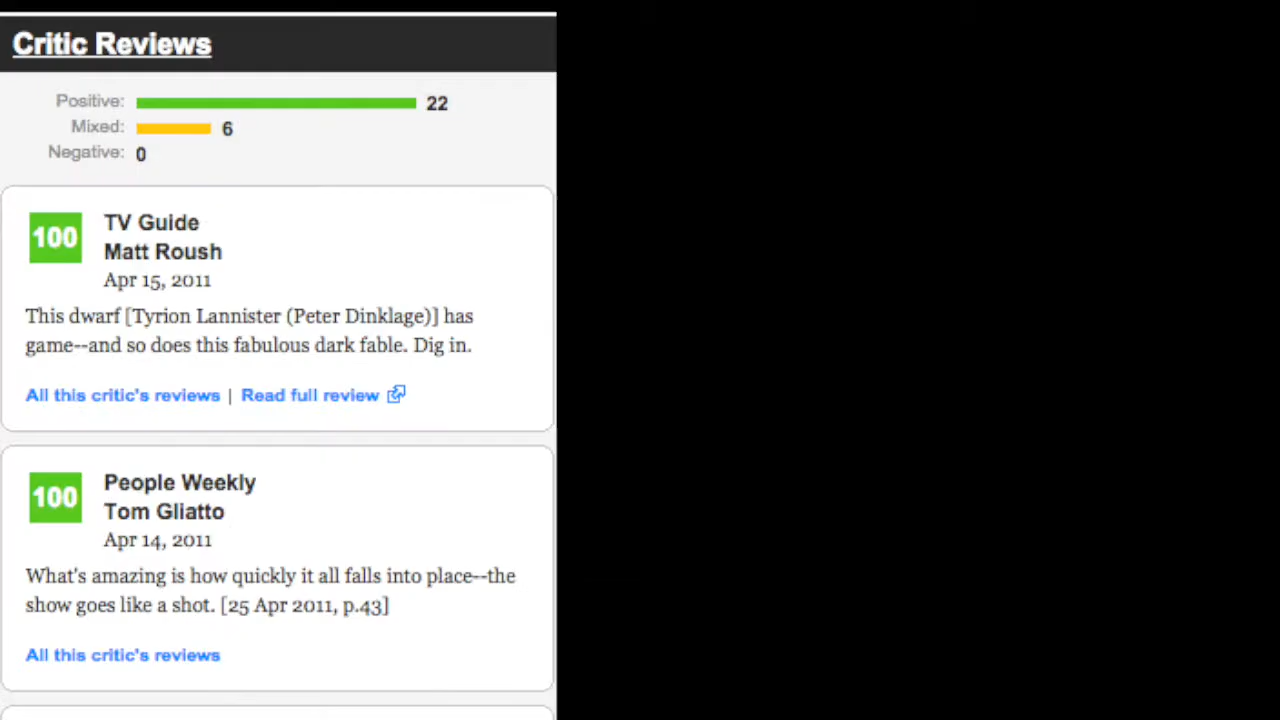 Critic Reviews
Positive: 22
Mixed: 6
Negative: 0
100
TV Guide
Matt Roush
Apr 15, 2011
This dwarf [Tyrion Lannister (Peter Dinklage)] has
game--and so does this fabulous dark fable. Dig in.
All this critic's reviews | Read full review
100
People Weekly
Tom Gliatto
Apr 14, 2011
What's amazing is how quickly it all falls into place--the
show goes like a shot. [25 Apr 2011, p.43]
All this critic's reviews